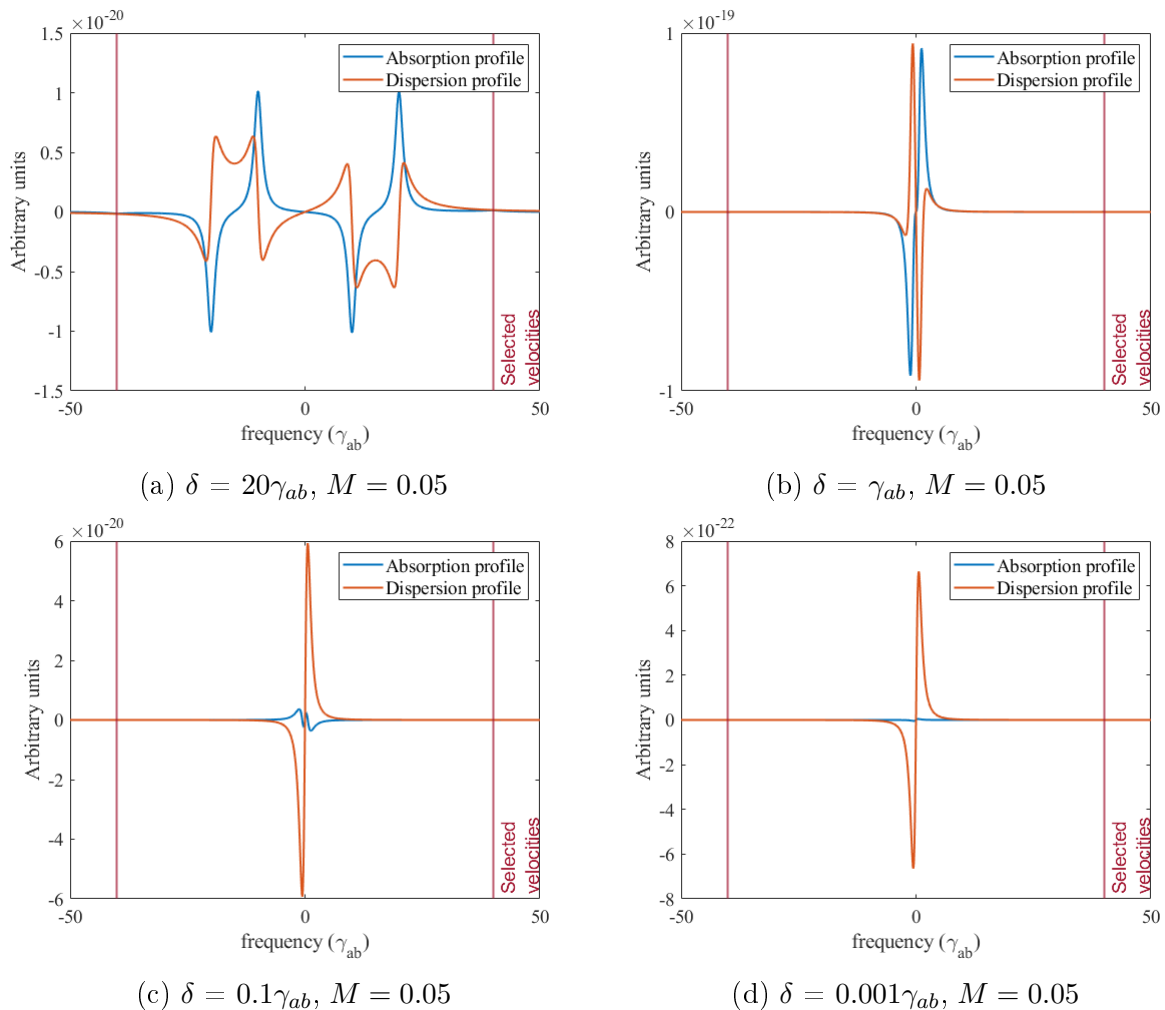 ×10-20
1.5
1
0.5
0
-0.5
-1
-1.5
Arbitrary units
Absorption profile
Dispersion profile
Selected
velocities
-50
0
50
frequency (γab)
(a) δ = 20γab, M = 0.05
×10-19
1
0
-1
Arbitrary units
Absorption profile
Dispersion profile
Selected
velocities
-50
0
50
frequency (γab)
(b) δ = γab, M = 0.05
×10-20
6
4
2
0
-2
-4
-6
Arbitrary units
Absorption profile
Dispersion profile
Selected
velocities
-50
0
50
frequency (γab)
(c) δ = 0.1γab, M = 0.05
×10-22
8
6
4
2
0
-2
-4
-6
-8
Arbitrary units
Absorption profile
Dispersion profile
Selected
velocities
-50
0
50
frequency (γab)
(d) δ = 0.001γab, M = 0.05